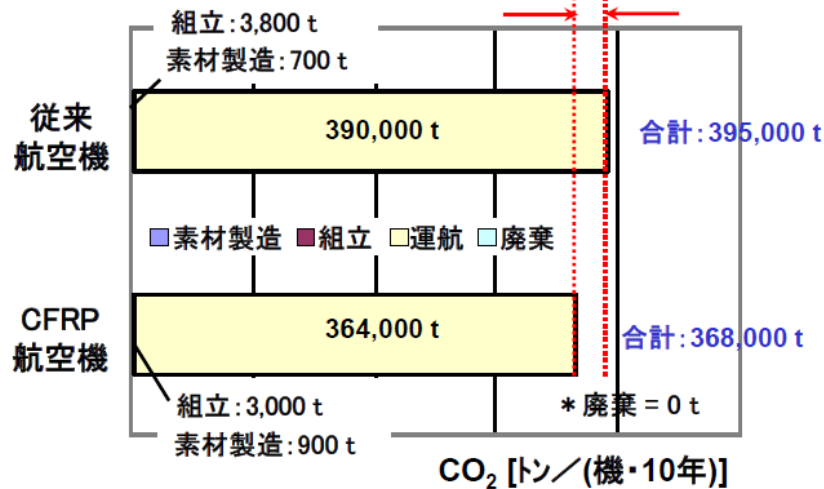 組立:3,800 t
素材製造:700 t
従来
航空機
390,000 t
合計:395,000 t
素材製造 組立 運航 廃棄
CFRP
航空機
364,000 t
合計:368,000 t
組立:3,000 t
素材製造:900 t
*廃棄 = 0 t
CO₂ [トン/(機・10年)]